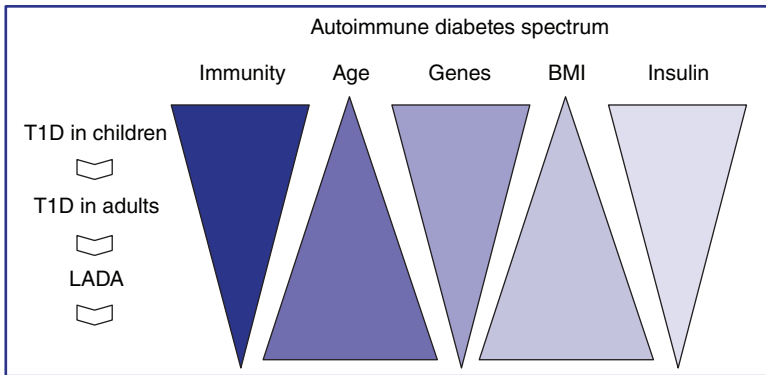 Autoimmune diabetes spectrum
Immunity Age Genes BMI Insulin
T1D in children
T1D in adults
LADA